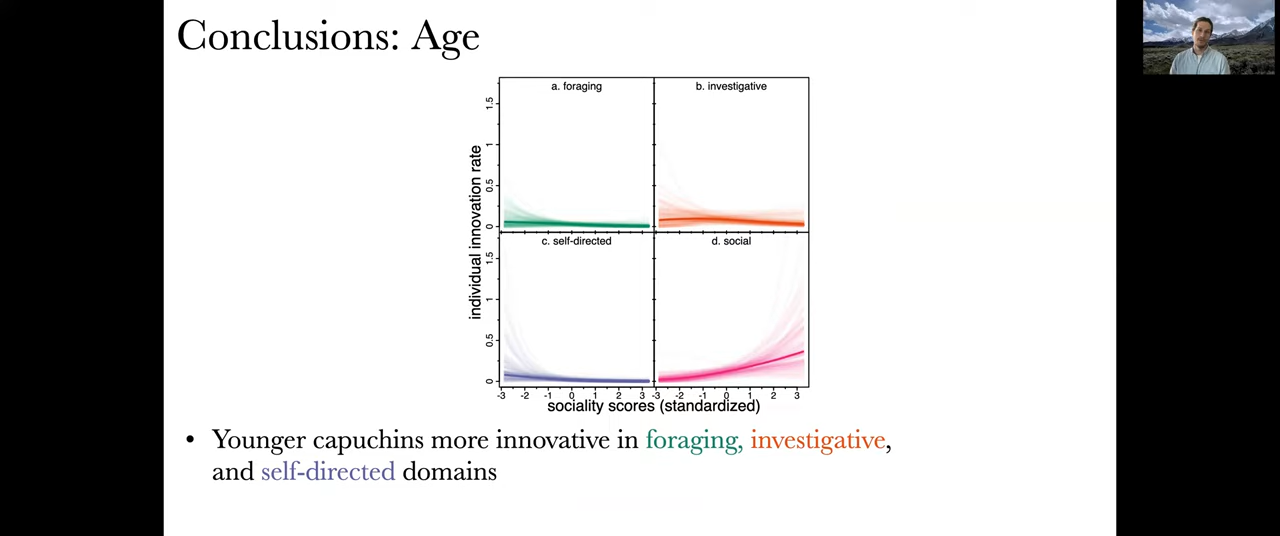 Conclusions: Age
a. foraging
b. investigative
1.5
1
0.5
0
c. self-directed
d. social
1.5
1
0.5
0
individual innovation rate
-3 -2 -1 0 1 2 3 -3 -2 -1 0 1 2 3
sociality scores (standardized)
• Younger capuchins more innovative in foraging, investigative,
and self-directed domains